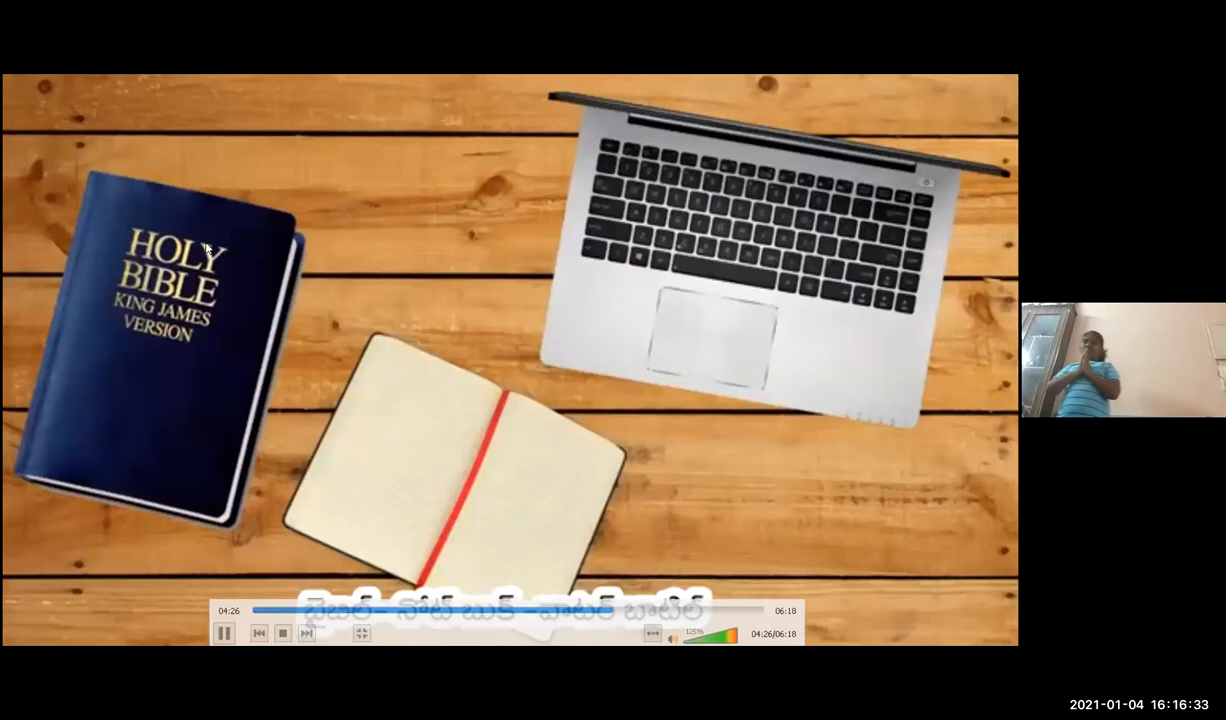 HOLY
BIBLE
KING JAMES
VERSION
బైబిల్- నోట్ బుక్ -వాటర్ బాటిల్
04:26
06:18
125%
04:26/06:18
2021-01-04 16:16:33